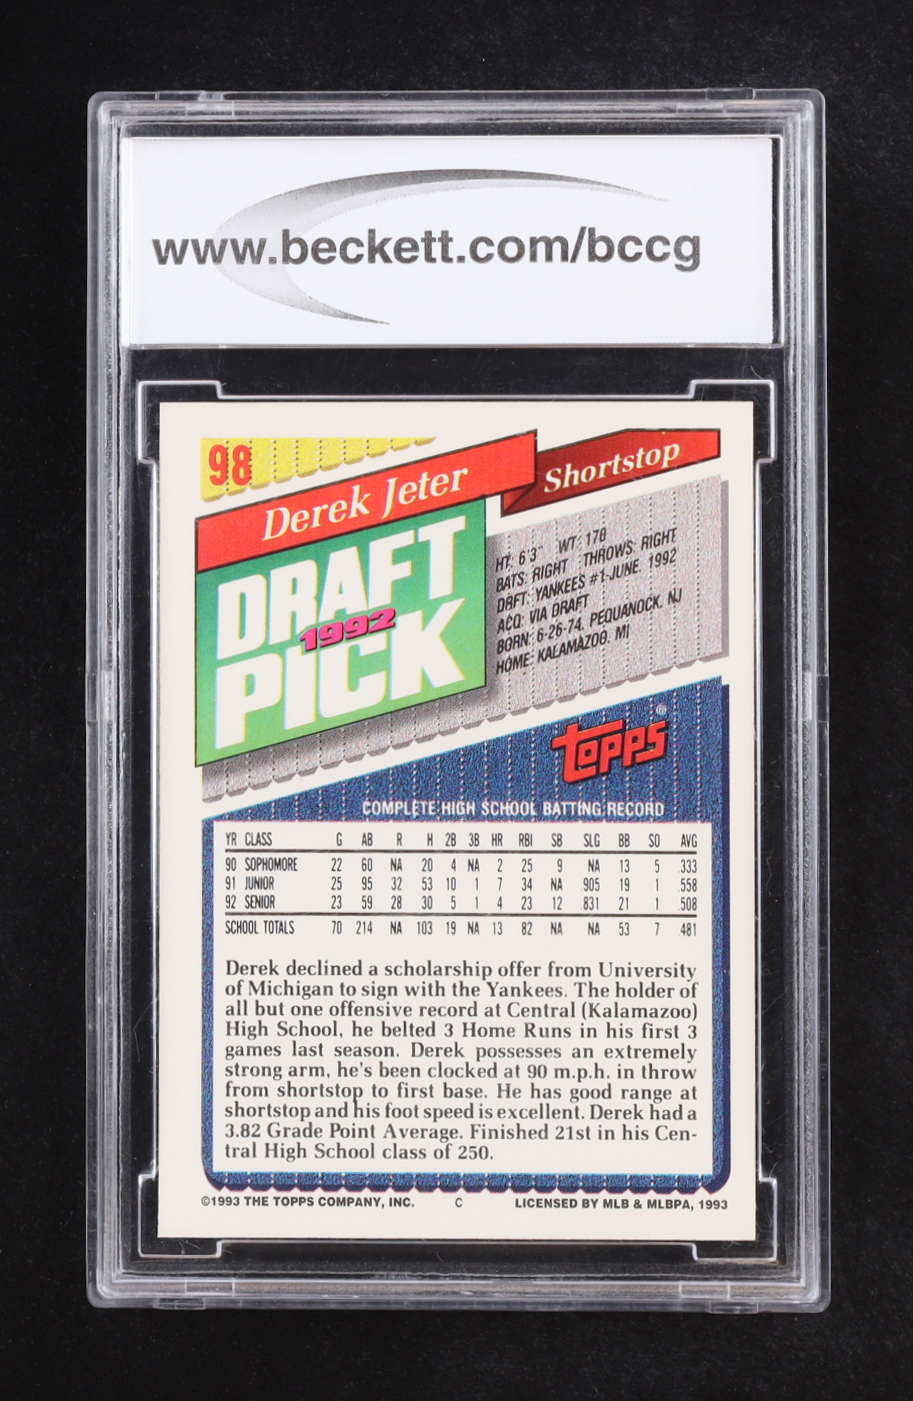 www.beckett.com/bccg
98
Derek Jeter
Shortstop
DRAFT
1992
PICK
HT: 6'3" WT: 178
BATS: RIGHT THROWS: RIGHT
DRFT: YANKEES #1-JUNE, 1992
ACQ: VIA DRAFT
BORN: 6-26-74, PEQUANOCK, NJ
HOME: KALAMAZOO, MI
TOPPS®
COMPLETE HIGH SCHOOL BATTING RECORD
YR CLASS G AB R H 2B 3B HR RBI SB SLG BB SO AVG
90 SOPHOMORE 22 60 NA 20 4 NA 2 25 9 NA 13 5 .333
91 JUNIOR 25 95 32 53 10 1 7 34 NA .905 19 1 .558
92 SENIOR 23 59 28 30 5 1 4 23 12 .831 21 1 .508
SCHOOL TOTALS 70 214 NA 103 19 NA 13 82 NA NA 53 7 .481
Derek declined a scholarship offer from University
of Michigan to sign with the Yankees. The holder of
all but one offensive record at Central (Kalamazoo)
High School, he belted 3 Home Runs in his first 3
games last season. Derek possesses an extremely
strong arm, he's been clocked at 90 m.p.h. in throw
from shortstop to first base. He has good range at
shortstop and his foot speed is excellent. Derek had a
3.82 Grade Point Average. Finished 21st in his Cen-
tral High School class of 250.
©1993 THE TOPPS COMPANY, INC. C LICENSED BY MLB & MLBPA, 1993